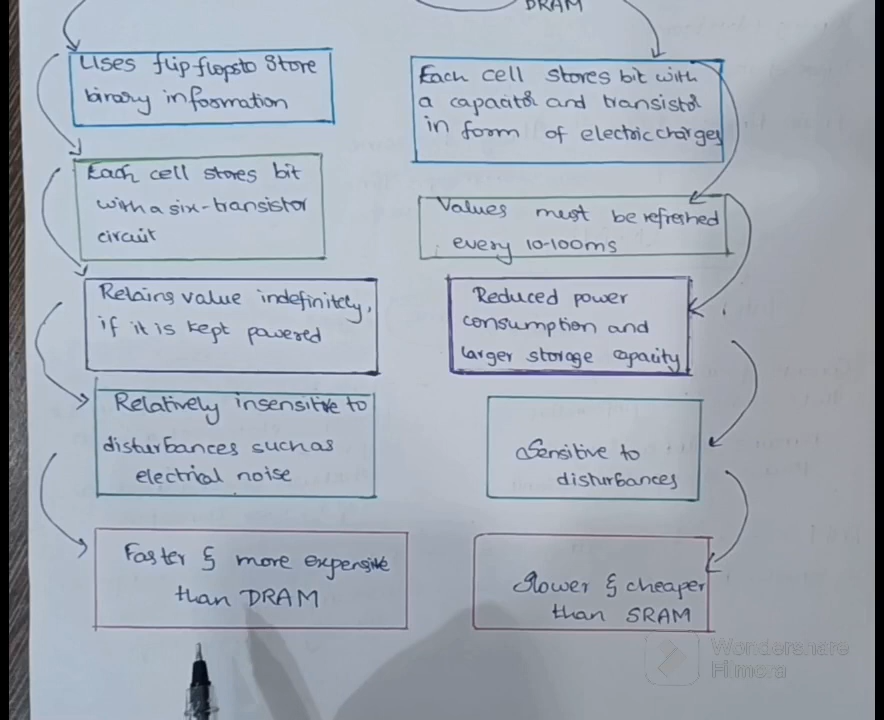 DRAM
Uses flipflopsto Store
binary information
Each cell stores bit
with a six-transistor
circuit
Retains value indefinitely,
if it is kept powered
Relatively insensitive to
disturbances such as
electrical noise
Faster & more expensive
than DRAM
Each cell stores bit with
a capacitor and transistor
in form of electric charges
Values must be refreshed
every 10-100ms
Reduced power
consumption and
larger storage capacity
Sensitive to
disturbances
Slower & cheaper
than SRAM
Wondershare
Filmora